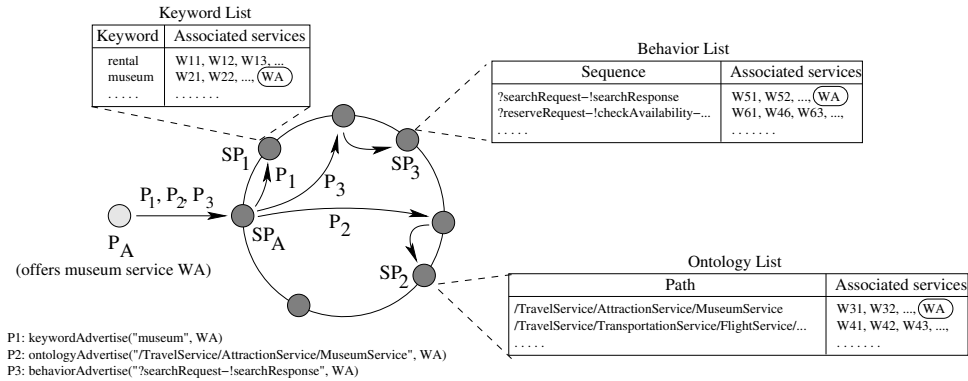 Keyword List
Keyword Associated services
rental W11, W12, W13, ...
museum W21, W22, ..., WA
. . . . . . . . . . . .
Behavior List
Sequence Associated services
?searchRequest−!searchResponse W51, W52, ..., WA
?reserveRequest−!checkAvailability−... W61, W46, W63, ...,
. . . . . . . . . . . .
SP1
SP3
P1
P3
P1, P2, P3
P2
PA
SPA
(offers museum service WA)
SP2
Ontology List
Path Associated services
/TravelService/AttractionService/MuseumService W31, W32, ..., WA
/TravelService/TransportationService/FlightService/... W41, W42, W43, ...,
. . . . . . . . . . . .
P1: keywordAdvertise("museum", WA)
P2: ontologyAdvertise("/TravelService/AttractionService/MuseumService", WA)
P3: behaviorAdvertise("?searchRequest−!searchResponse", WA)